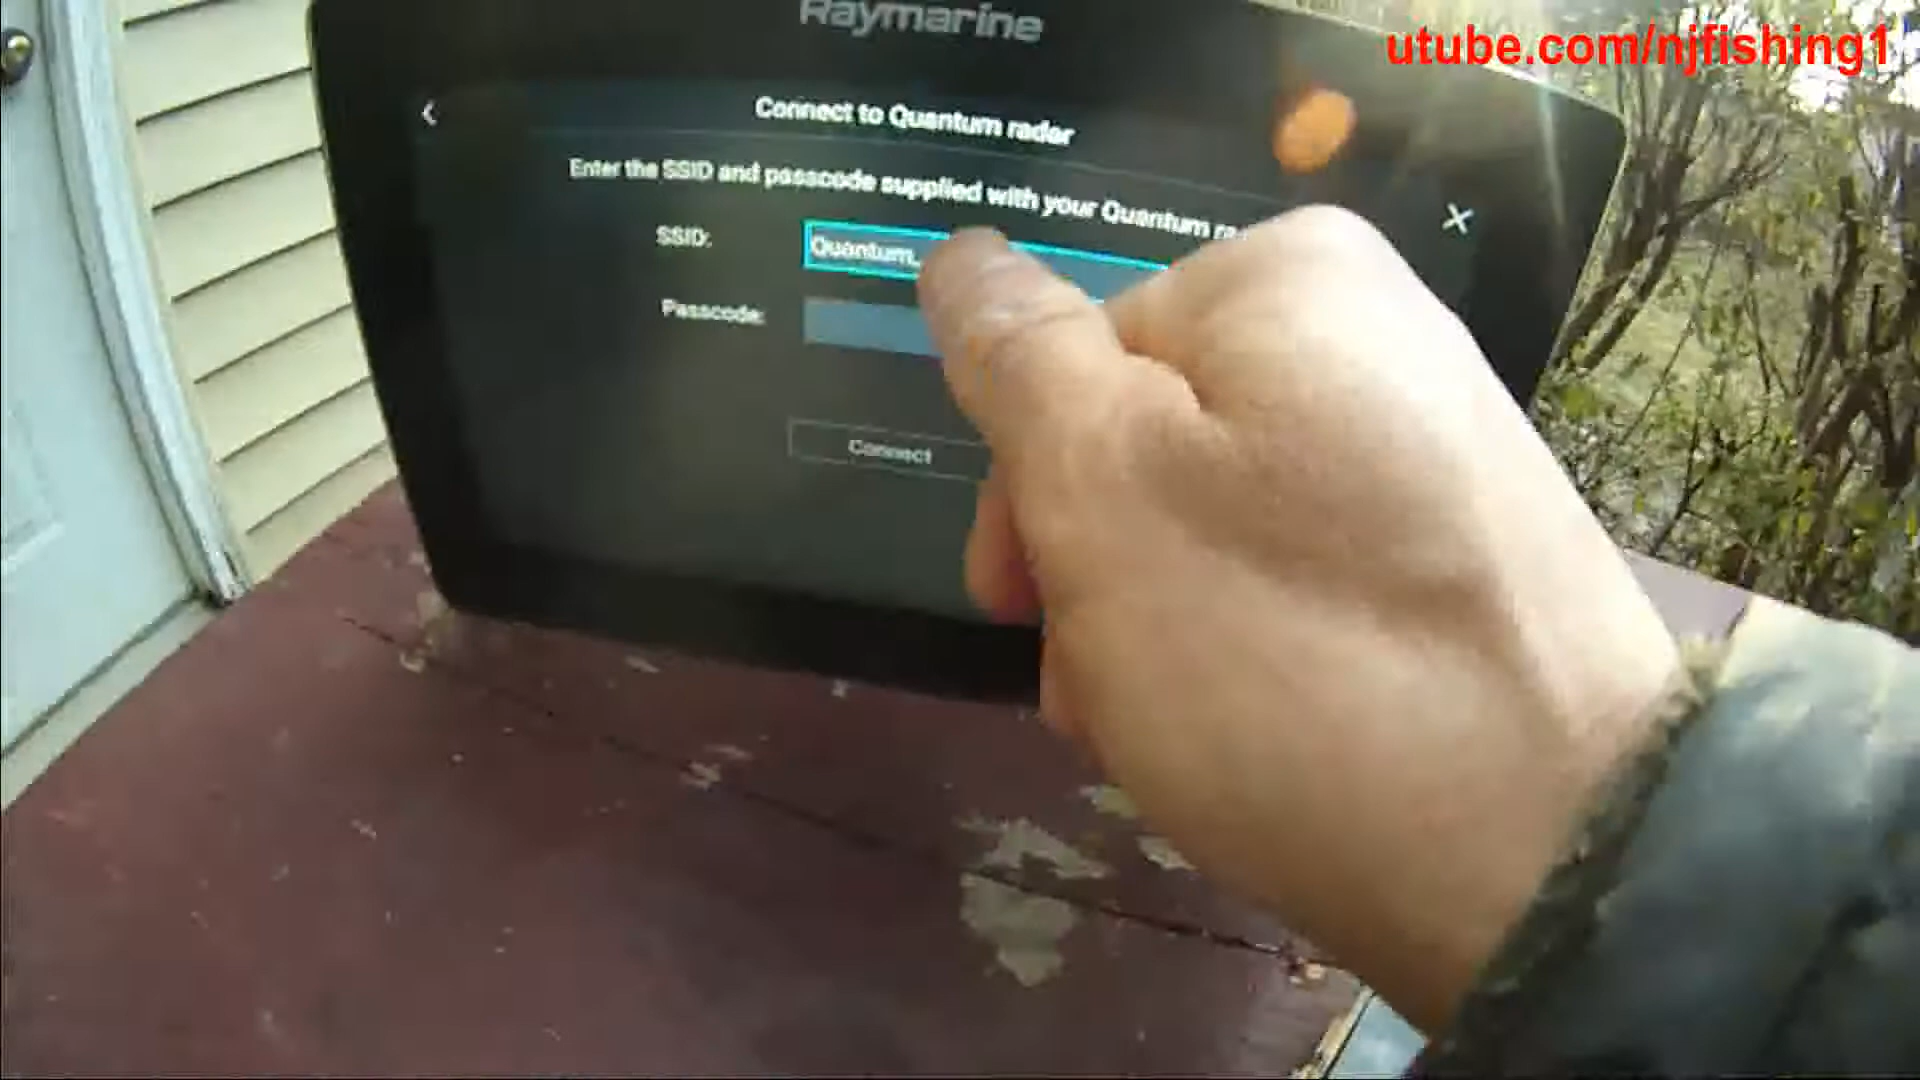 Raymarine
utube.com/njfishing1
Connect to Quantum radar
Enter the SSID and passcode supplied with your Quantum
SSID:
Quantum_
Passcode:
Connect